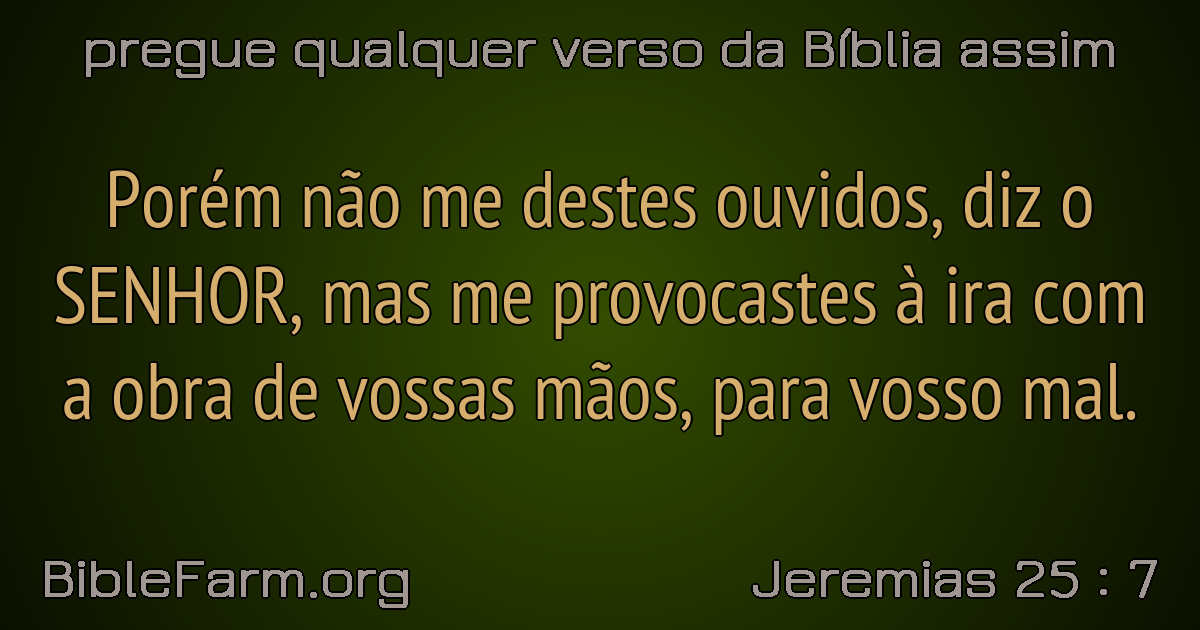 pregue qualquer verso da Bíblia assim
Porém não me destes ouvidos, diz o
SENHOR, mas me provocastes à ira com
a obra de vossas mãos, para vosso mal.
BibleFarm.org
Jeremias 25 : 7